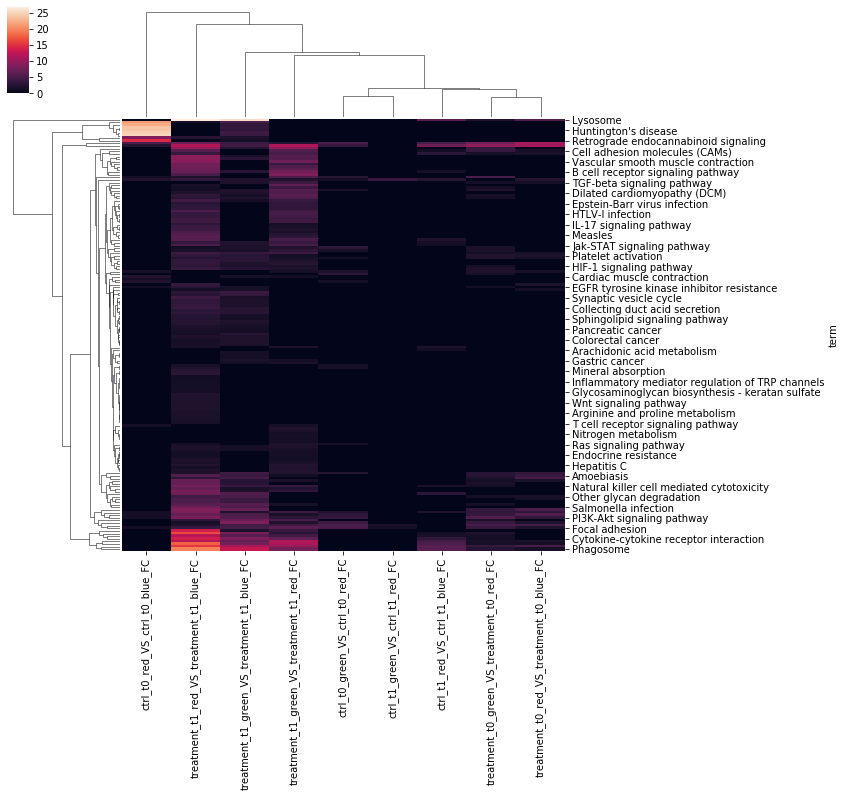 25
20
15
10
5
0
Lysosome
Huntington's disease
Retrograde endocannabinoid signaling
Cell adhesion molecules (CAMs)
Vascular smooth muscle contraction
B cell receptor signaling pathway
TGF-beta signaling pathway
Dilated cardiomyopathy (DCM)
Epstein-Barr virus infection
HTLV-I infection
IL-17 signaling pathway
Measles
Jak-STAT signaling pathway
Platelet activation
HIF-1 signaling pathway
Cardiac muscle contraction
EGFR tyrosine kinase inhibitor resistance
Synaptic vesicle cycle
Collecting duct acid secretion
Sphingolipid signaling pathway
Pancreatic cancer
Colorectal cancer
Arachidonic acid metabolism
Gastric cancer
Mineral absorption
Inflammatory mediator regulation of TRP channels
Glycosaminoglycan biosynthesis - keratan sulfate
Wnt signaling pathway
Arginine and proline metabolism
T cell receptor signaling pathway
Nitrogen metabolism
Ras signaling pathway
Endocrine resistance
Hepatitis C
Amoebiasis
Natural killer cell mediated cytotoxicity
Other glycan degradation
Salmonella infection
PI3K-Akt signaling pathway
Focal adhesion
Cytokine-cytokine receptor interaction
Phagosome
term
ctrl_t0_red_VS_ctrl_t0_blue_FC
treatment_t1_red_VS_treatment_t1_blue_FC
treatment_t1_green_VS_treatment_t1_blue_FC
treatment_t1_green_VS_treatment_t1_red_FC
ctrl_t0_green_VS_ctrl_t0_red_FC
ctrl_t1_green_VS_ctrl_t1_red_FC
ctrl_t1_red_VS_ctrl_t1_blue_FC
treatment_t0_green_VS_treatment_t0_red_FC
treatment_t0_red_VS_treatment_t0_blue_FC